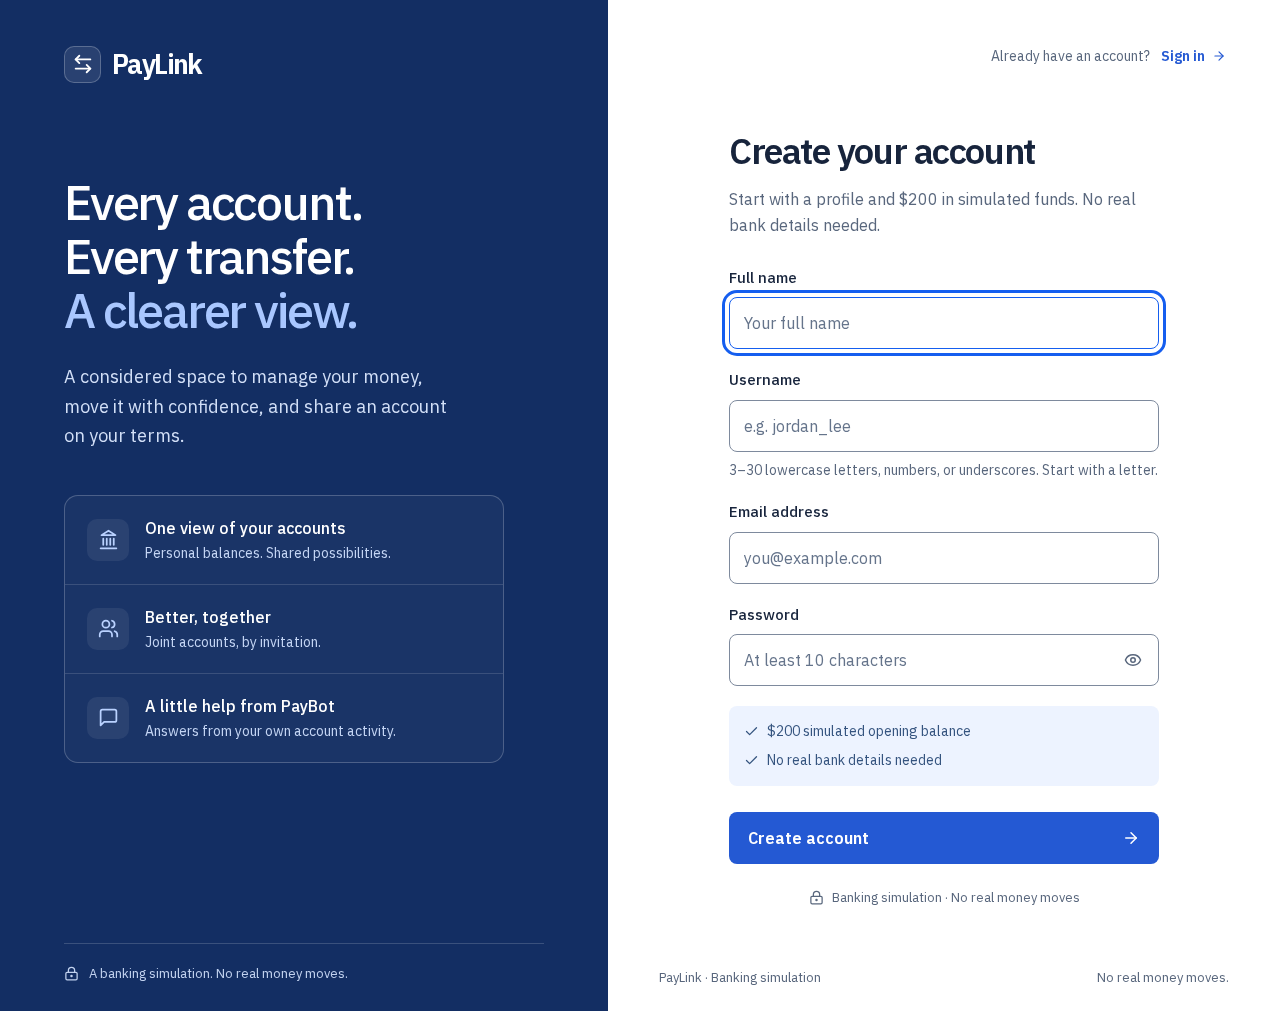 PayLink
Every account.
Every transfer.
A clearer view.
A considered space to manage your money,
move it with confidence, and share an account
on your terms.
One view of your accounts
Personal balances. Shared possibilities.
Better, together
Joint accounts, by invitation.
A little help from PayBot
Answers from your own account activity.
A banking simulation. No real money moves.
Already have an account? Sign in
Create your account
Start with a profile and $200 in simulated funds. No real
bank details needed.
Full name
Your full name
Username
e.g. jordan_lee
3–30 lowercase letters, numbers, or underscores. Start with a letter.
Email address
you@example.com
Password
At least 10 characters
$200 simulated opening balance
No real bank details needed
Create account
Banking simulation · No real money moves
PayLink · Banking simulation
No real money moves.